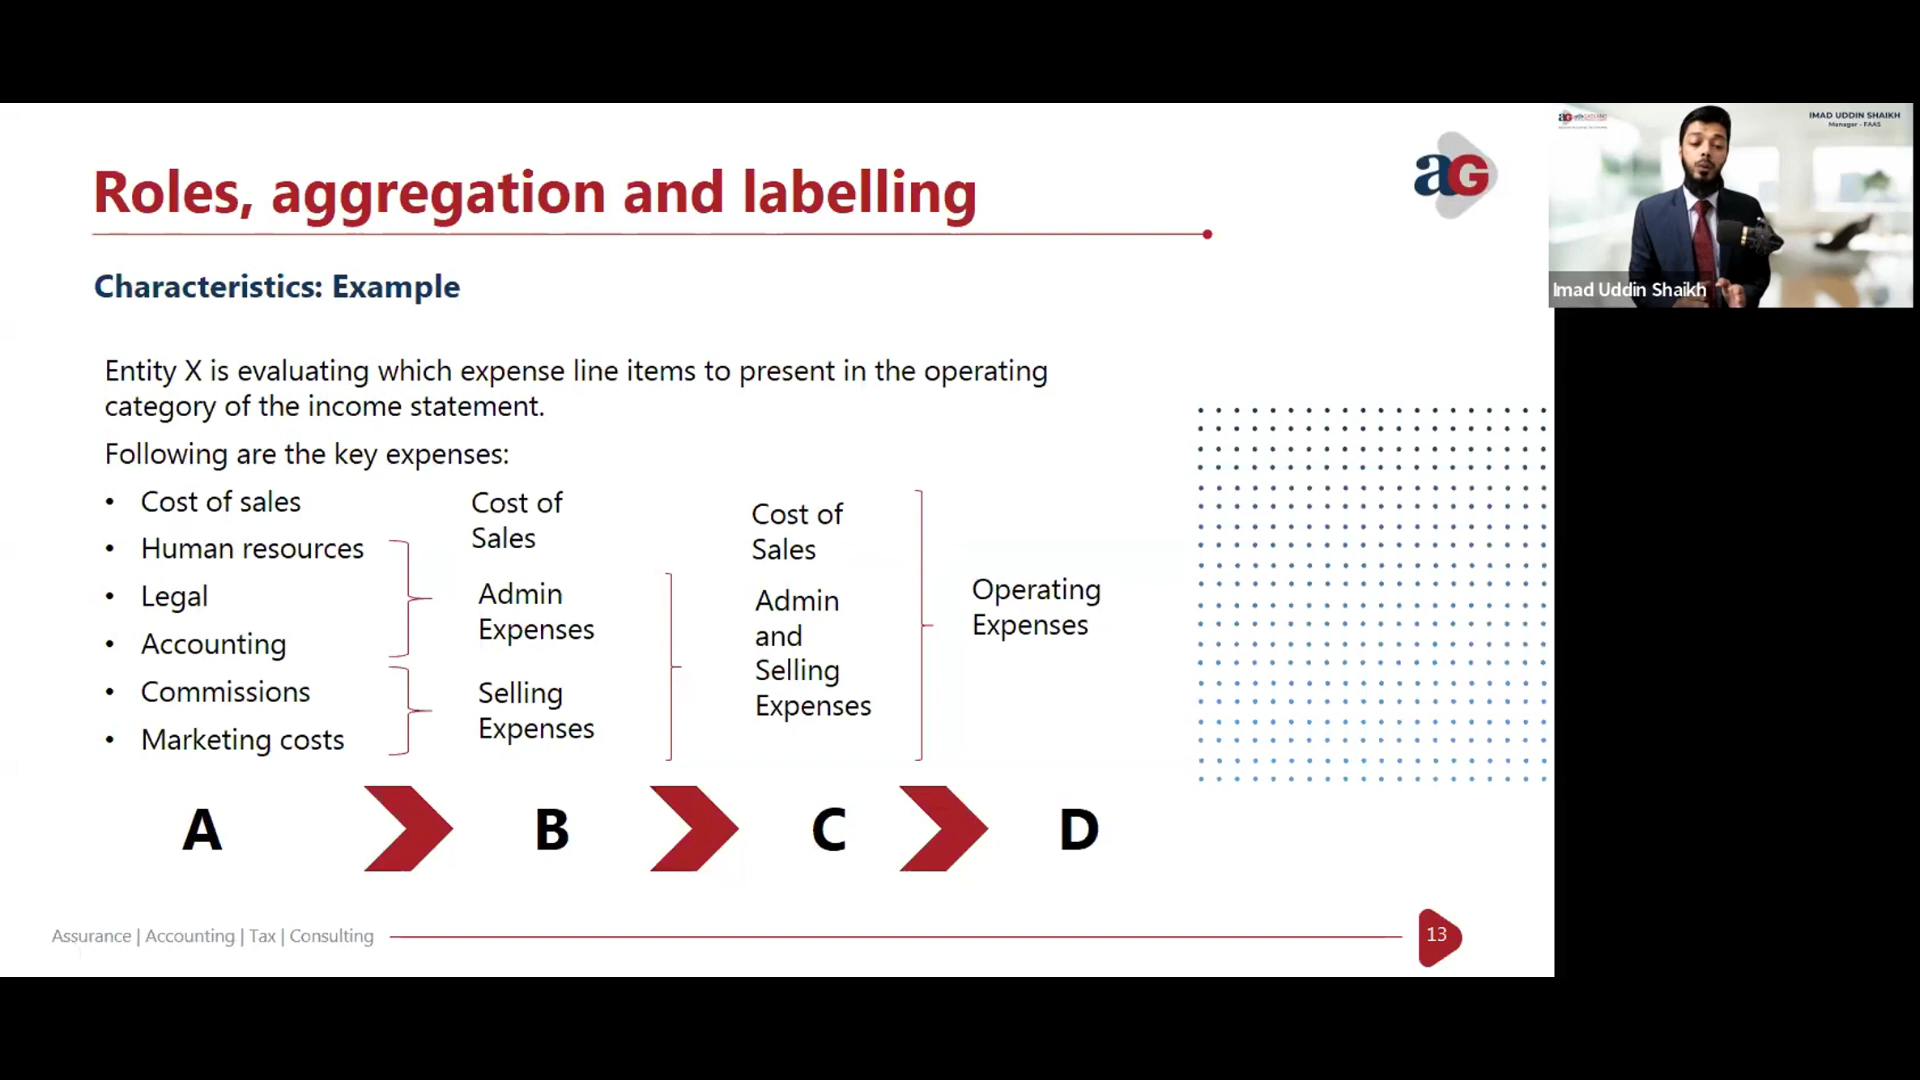 Roles, aggregation and labelling
aG
IMAD UDDIN SHAIKH
Manager - FAAS
Imad Uddin Shaikh
Characteristics: Example
Entity X is evaluating which expense line items to present in the operating
category of the income statement.
Following are the key expenses:
• Cost of sales
• Human resources
• Legal
• Accounting
• Commissions
• Marketing costs
Cost of
Sales
Admin
Expenses
Selling
Expenses
Cost of
Sales
Admin
and
Selling
Expenses
Operating
Expenses
A
B
C
D
Assurance | Accounting | Tax | Consulting
13